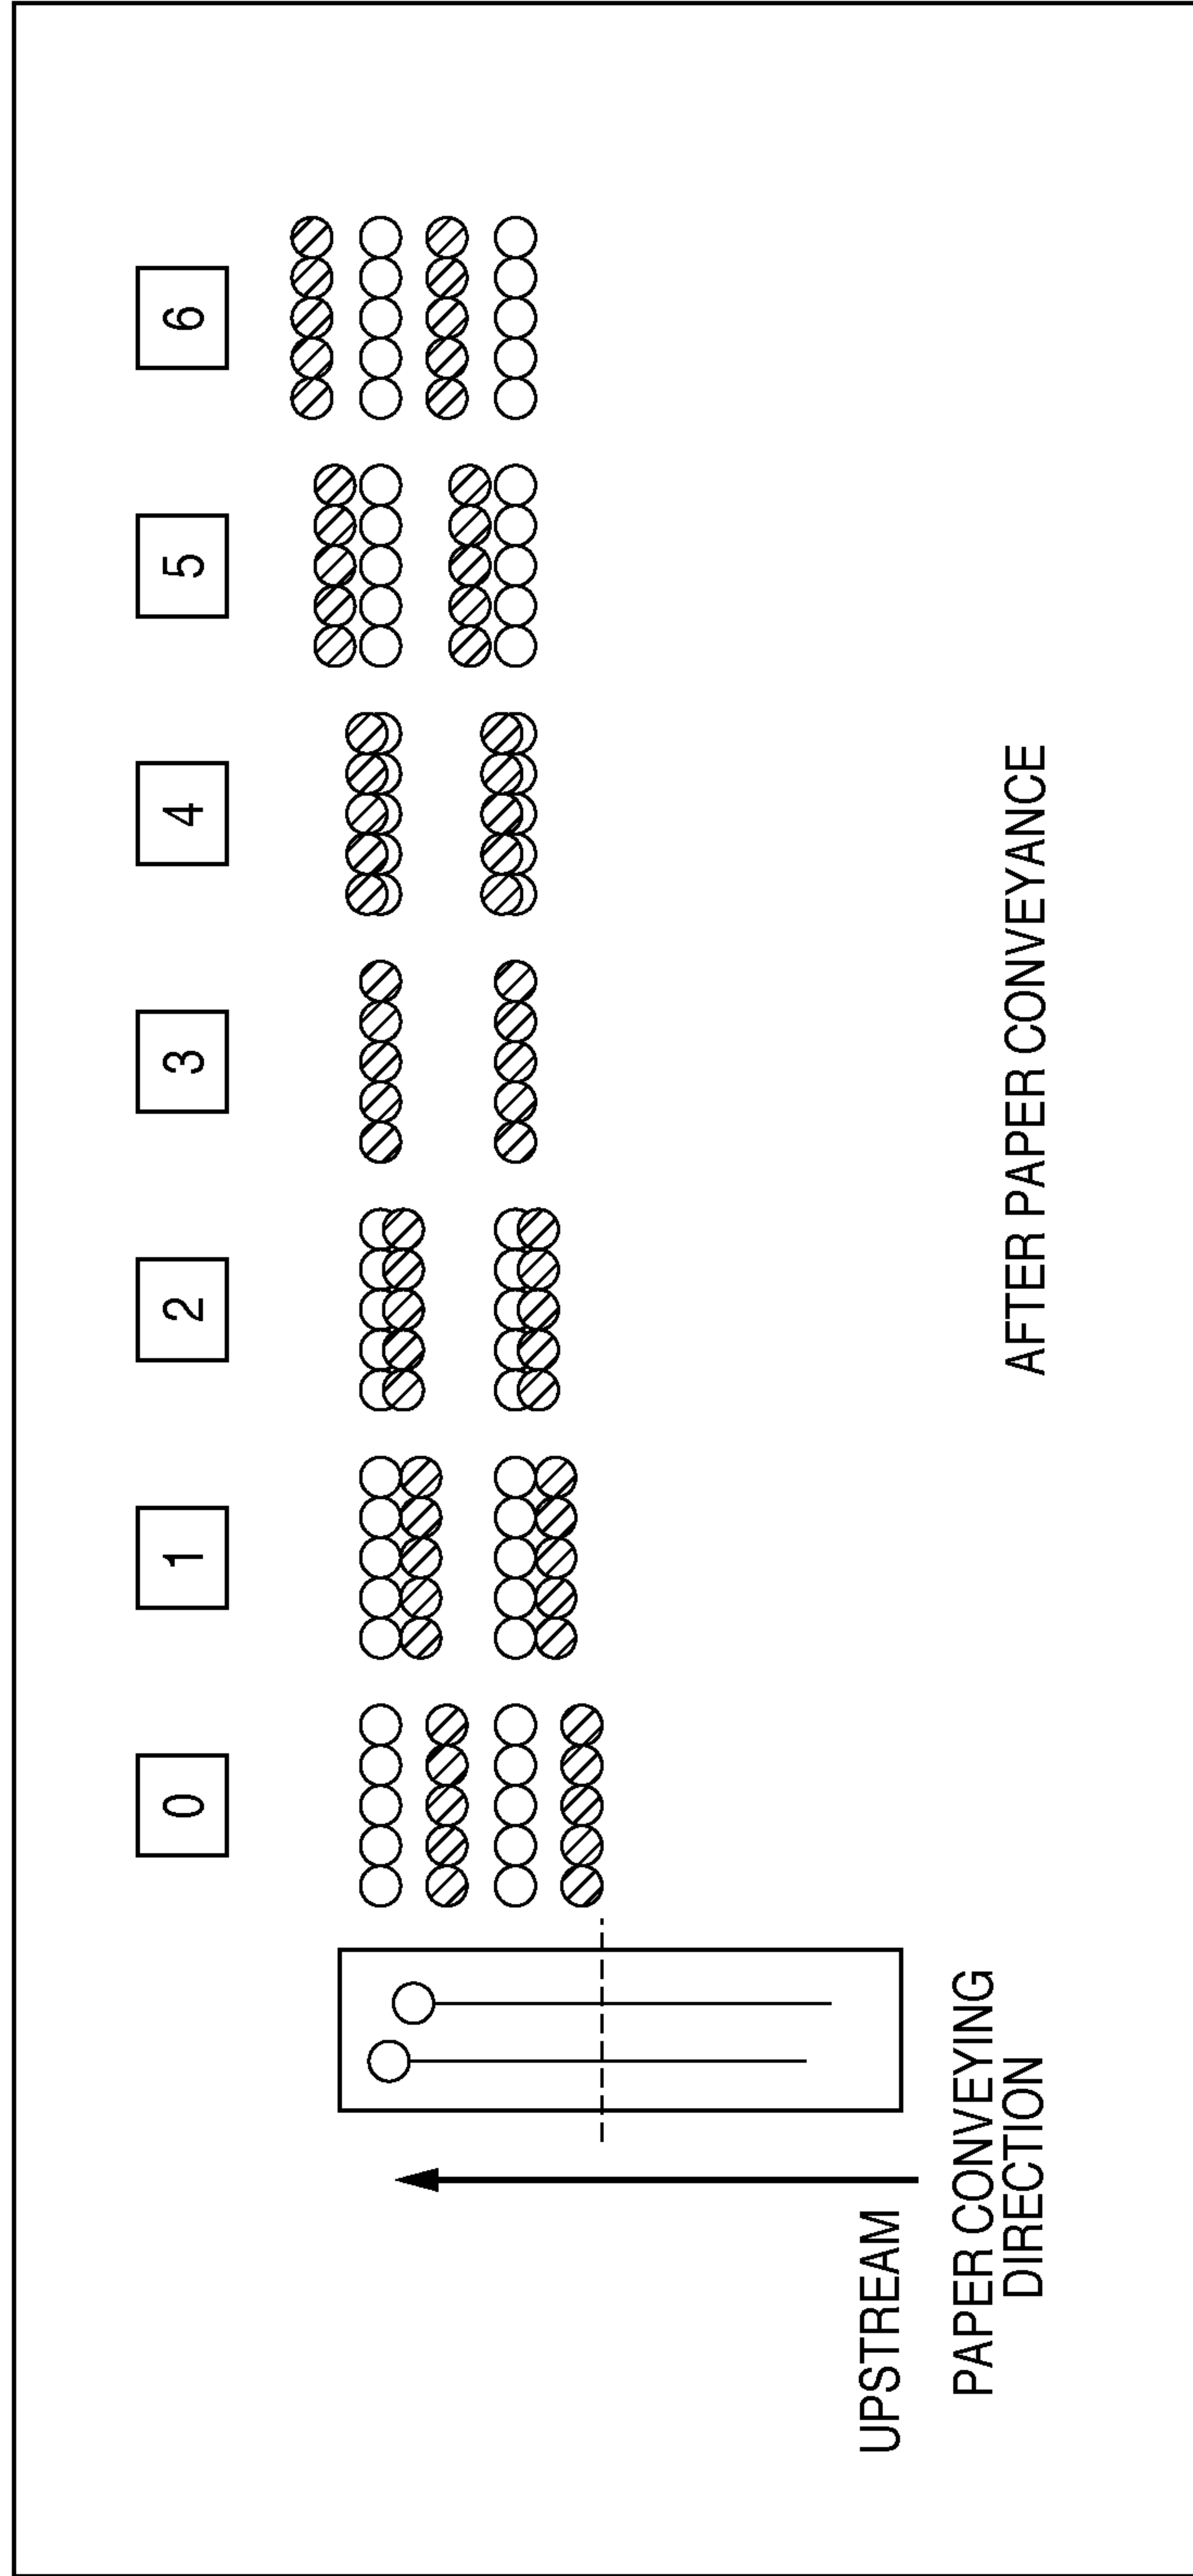 0 1 2 3 4 5 6
UPSTREAM
PAPER CONVEYING
DIRECTION
AFTER PAPER CONVEYANCE